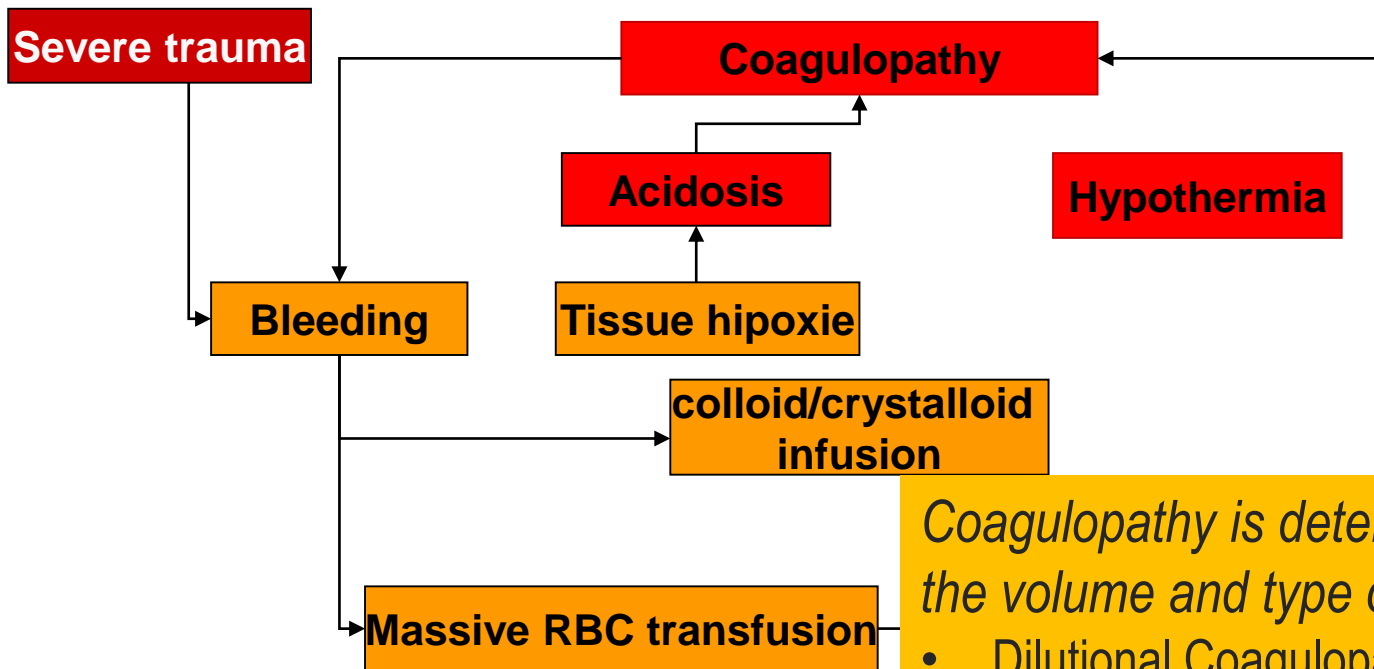 Severe trauma
Coagulopathy
Acidosis
Hypothermia
Bleeding
Tissue hipoxie
colloid/crystalloid
infusion
Coagulopathy is
the volume and type
Massive RBC transfusion
• Dilutional